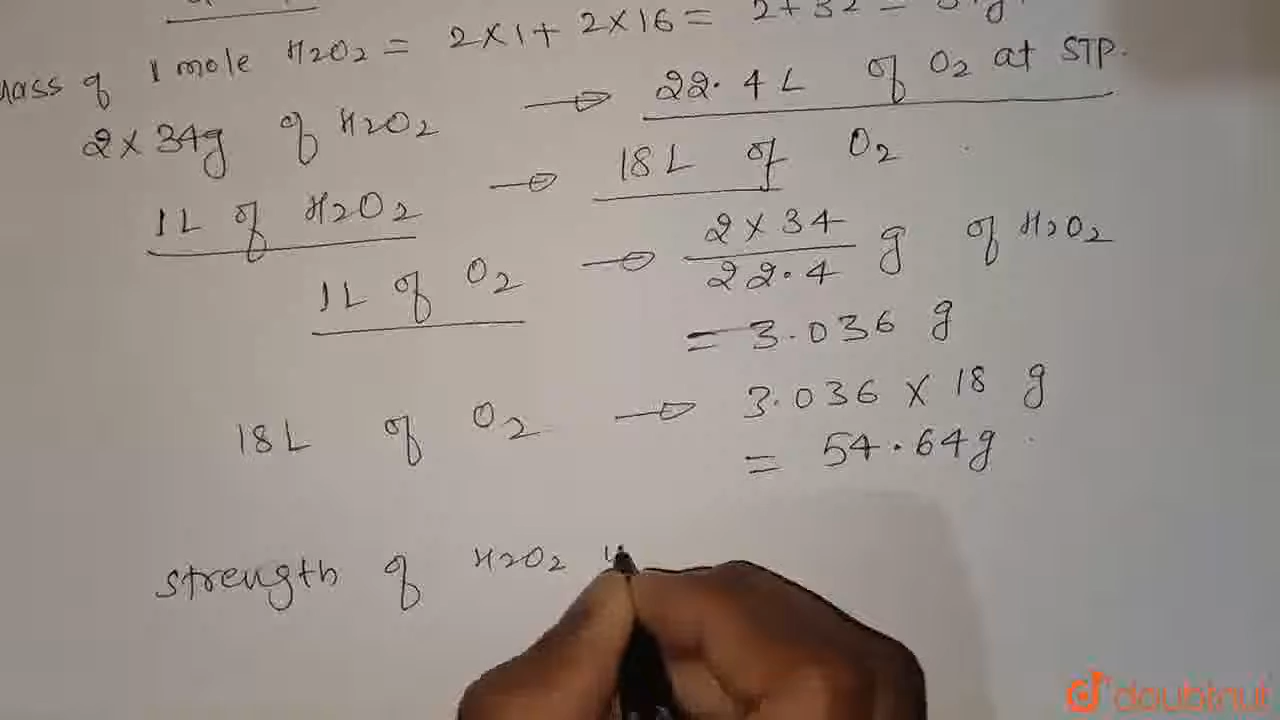 Mass of 1 mole H2O2 = 2×1 + 2×16 = 2+32 =
2×34g of H2O2 → 22.4L of O2 at STP.
1L of H2O2 → 18L of O2
1L of O2 → 2×34/22.4 g of H2O2
= 3.036 g
18L of O2 → 3.036 × 18 g
= 54.64g
strength of H2O2
doubtnut